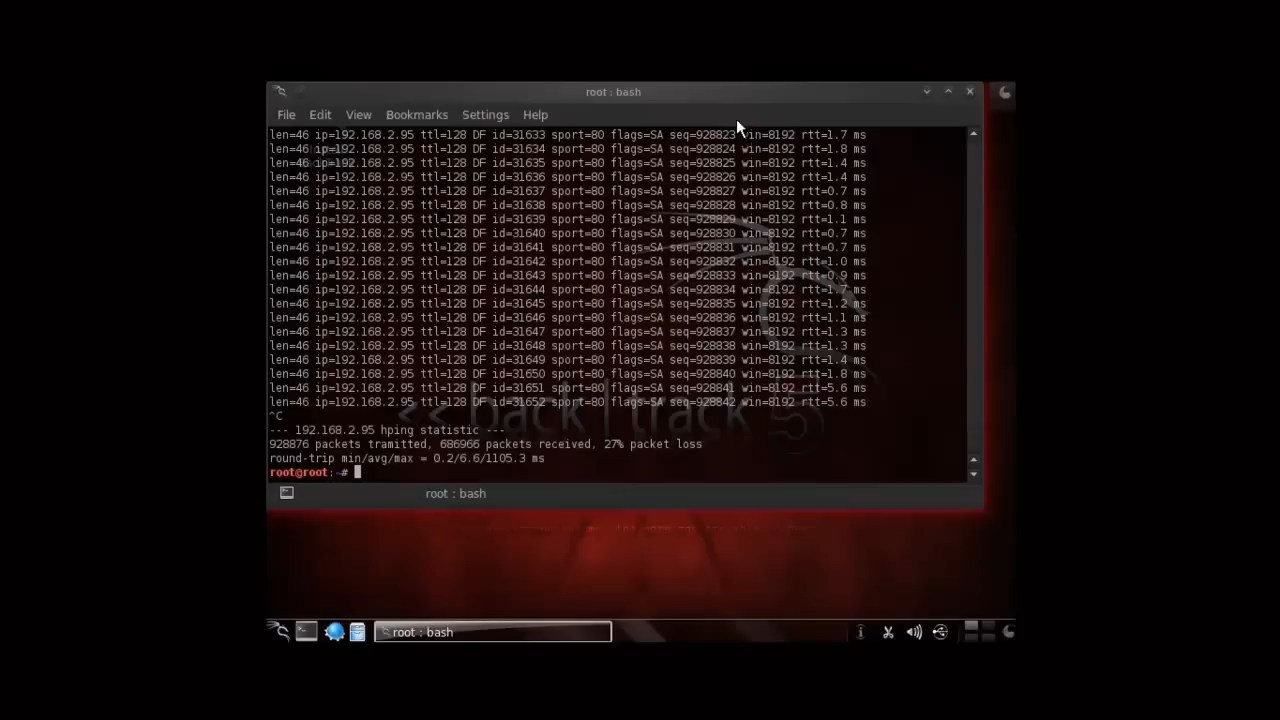 root : bash
File Edit View Bookmarks Settings Help
len=46 ip=192.168.2.95 ttl=128 DF id=31633 sport=80 flags=SA seq=928823 win=8192 rtt=1.7 ms
len=46 ip=192.168.2.95 ttl=128 DF id=31634 sport=80 flags=SA seq=928824 win=8192 rtt=1.8 ms
len=46 ip=192.168.2.95 ttl=128 DF id=31635 sport=80 flags=SA seq=928825 win=8192 rtt=1.4 ms
len=46 ip=192.168.2.95 ttl=128 DF id=31636 sport=80 flags=SA seq=928826 win=8192 rtt=1.4 ms
len=46 ip=192.168.2.95 ttl=128 DF id=31637 sport=80 flags=SA seq=928827 win=8192 rtt=0.7 ms
len=46 ip=192.168.2.95 ttl=128 DF id=31638 sport=80 flags=SA seq=928828 win=8192 rtt=0.8 ms
len=46 ip=192.168.2.95 ttl=128 DF id=31639 sport=80 flags=SA seq=928829 win=8192 rtt=1.1 ms
len=46 ip=192.168.2.95 ttl=128 DF id=31640 sport=80 flags=SA seq=928830 win=8192 rtt=0.7 ms
len=46 ip=192.168.2.95 ttl=128 DF id=31641 sport=80 flags=SA seq=928831 win=8192 rtt=0.7 ms
len=46 ip=192.168.2.95 ttl=128 DF id=31642 sport=80 flags=SA seq=928832 win=8192 rtt=1.0 ms
len=46 ip=192.168.2.95 ttl=128 DF id=31643 sport=80 flags=SA seq=928833 win=8192 rtt=0.9 ms
len=46 ip=192.168.2.95 ttl=128 DF id=31644 sport=80 flags=SA seq=928834 win=8192 rtt=1.7 ms
len=46 ip=192.168.2.95 ttl=128 DF id=31645 sport=80 flags=SA seq=928835 win=8192 rtt=1.2 ms
len=46 ip=192.168.2.95 ttl=128 DF id=31646 sport=80 flags=SA seq=928836 win=8192 rtt=1.1 ms
len=46 ip=192.168.2.95 ttl=128 DF id=31647 sport=80 flags=SA seq=928837 win=8192 rtt=1.3 ms
len=46 ip=192.168.2.95 ttl=128 DF id=31648 sport=80 flags=SA seq=928838 win=8192 rtt=1.3 ms
len=46 ip=192.168.2.95 ttl=128 DF id=31649 sport=80 flags=SA seq=928839 win=8192 rtt=1.4 ms
len=46 ip=192.168.2.95 ttl=128 DF id=31650 sport=80 flags=SA seq=928840 win=8192 rtt=1.8 ms
len=46 ip=192.168.2.95 ttl=128 DF id=31651 sport=80 flags=SA seq=928841 win=8192 rtt=5.6 ms
len=46 ip=192.168.2.95 ttl=128 DF id=31652 sport=80 flags=SA seq=928842 win=8192 rtt=5.6 ms
<< back | track 5
^C
--- 192.168.2.95 hping statistic ---
928876 packets tramitted, 686966 packets received, 27% packet loss
round-trip min/avg/max = 0.2/6.6/1105.3 ms
root@root:~#
root : bash
root : bash